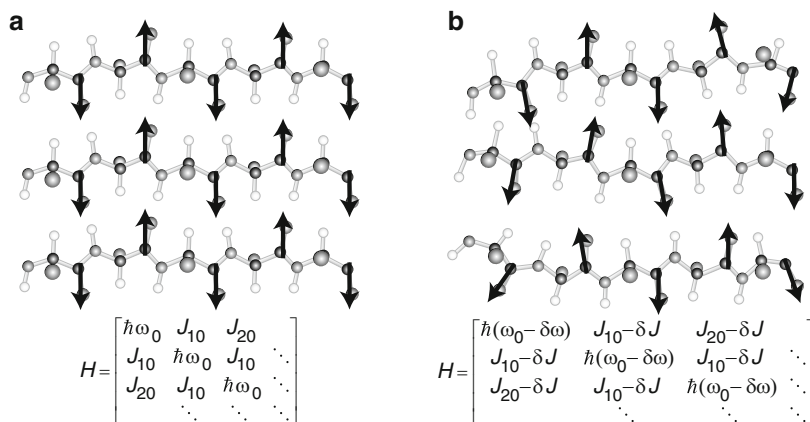 a
b
H = [ ħω₀ J₁₀ J₂₀
J₁₀ ħω₀ J₁₀ ⋱
J₂₀ J₁₀ ħω₀ ⋱
⋱ ⋱ ⋱ ]
H = [ ħ(ω₀– δω) J₁₀– δJ J₂₀– δJ
J₁₀– δJ ħ(ω₀– δω) J₁₀– δJ ⋱
J₂₀– δJ J₁₀– δJ ħ(ω₀– δω) ⋱
⋱ ⋱ ⋱ ]